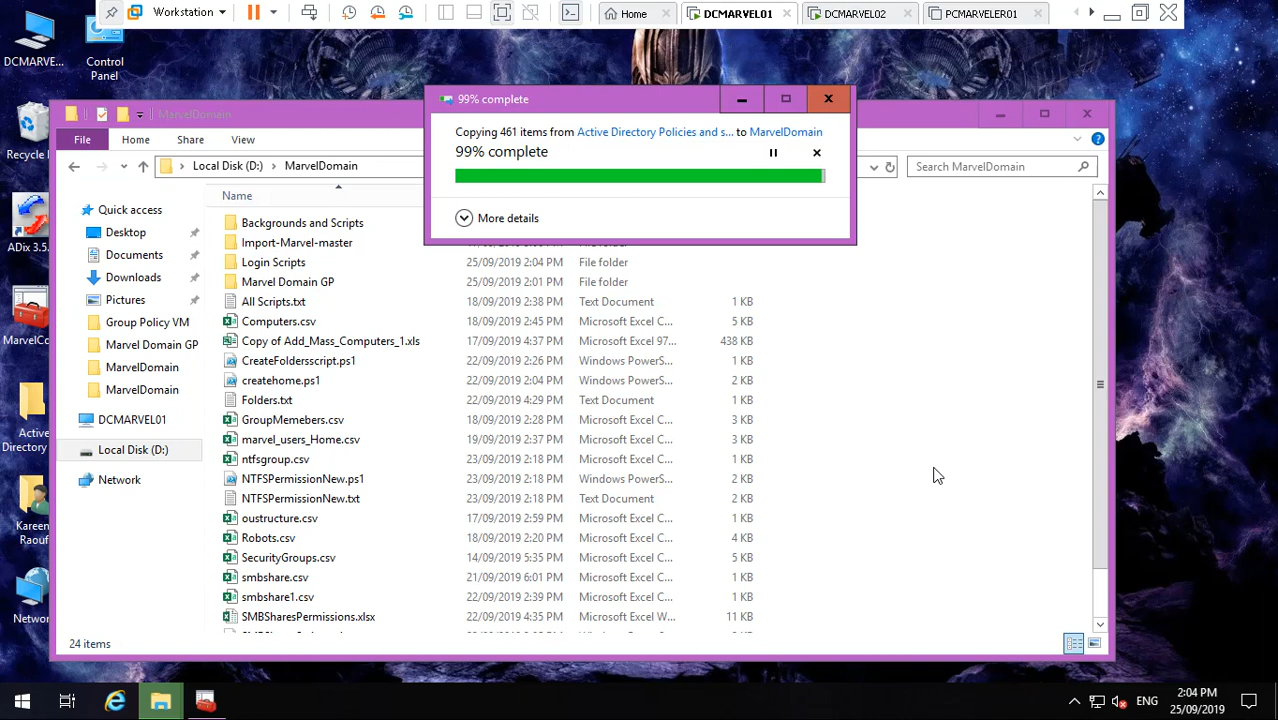 Workstation
Home
DCMARVEL01
DCMARVEL02
PCMARVELER01
DCMARVE...
Control
Panel
Recycle
ADix 3.5.
MarvelCo
Active
Directory
Kareen
Raouf
Networ
MarvelDomain
File
Home
Share
View
Local Disk (D:)
MarvelDomain
Search MarvelDomain
99% complete
Copying 461 items from Active Directory Policies and s... to MarvelDomain
99% complete
More details
Name
Quick access
Desktop
Documents
Downloads
Pictures
Group Policy VM
Marvel Domain GP
MarvelDomain
MarvelDomain
DCMARVEL01
Local Disk (D:)
Network
Backgrounds and Scripts
Import-Marvel-master
Login Scripts 25/09/2019 2:04 PM File folder
Marvel Domain GP 25/09/2019 2:01 PM File folder
All Scripts.txt 18/09/2019 2:38 PM Text Document 1 KB
Computers.csv 18/09/2019 2:45 PM Microsoft Excel C... 5 KB
Copy of Add_Mass_Computers_1.xls 17/09/2019 4:37 PM Microsoft Excel 97... 438 KB
CreateFoldersscript.ps1 22/09/2019 2:26 PM Windows PowerS... 1 KB
createhome.ps1 22/09/2019 2:04 PM Windows PowerS... 2 KB
Folders.txt 22/09/2019 4:29 PM Text Document 1 KB
GroupMemebers.csv 18/09/2019 2:28 PM Microsoft Excel C... 3 KB
marvel_users_Home.csv 19/09/2019 2:37 PM Microsoft Excel C... 3 KB
ntfsgroup.csv 23/09/2019 2:18 PM Microsoft Excel C... 1 KB
NTFSPermissionNew.ps1 23/09/2019 2:18 PM Windows PowerS... 2 KB
NTFSPermissionNew.txt 23/09/2019 2:18 PM Text Document 2 KB
oustructure.csv 17/09/2019 2:59 PM Microsoft Excel C... 1 KB
Robots.csv 18/09/2019 2:20 PM Microsoft Excel C... 4 KB
SecurityGroups.csv 14/09/2019 5:35 PM Microsoft Excel C... 5 KB
smbshare.csv 21/09/2019 6:01 PM Microsoft Excel C... 1 KB
smbshare1.csv 22/09/2019 2:39 PM Microsoft Excel C... 1 KB
SMBSharesPermissions.xlsx 22/09/2019 4:35 PM Microsoft Excel W... 11 KB
24 items
ENG
2:04 PM
25/09/2019